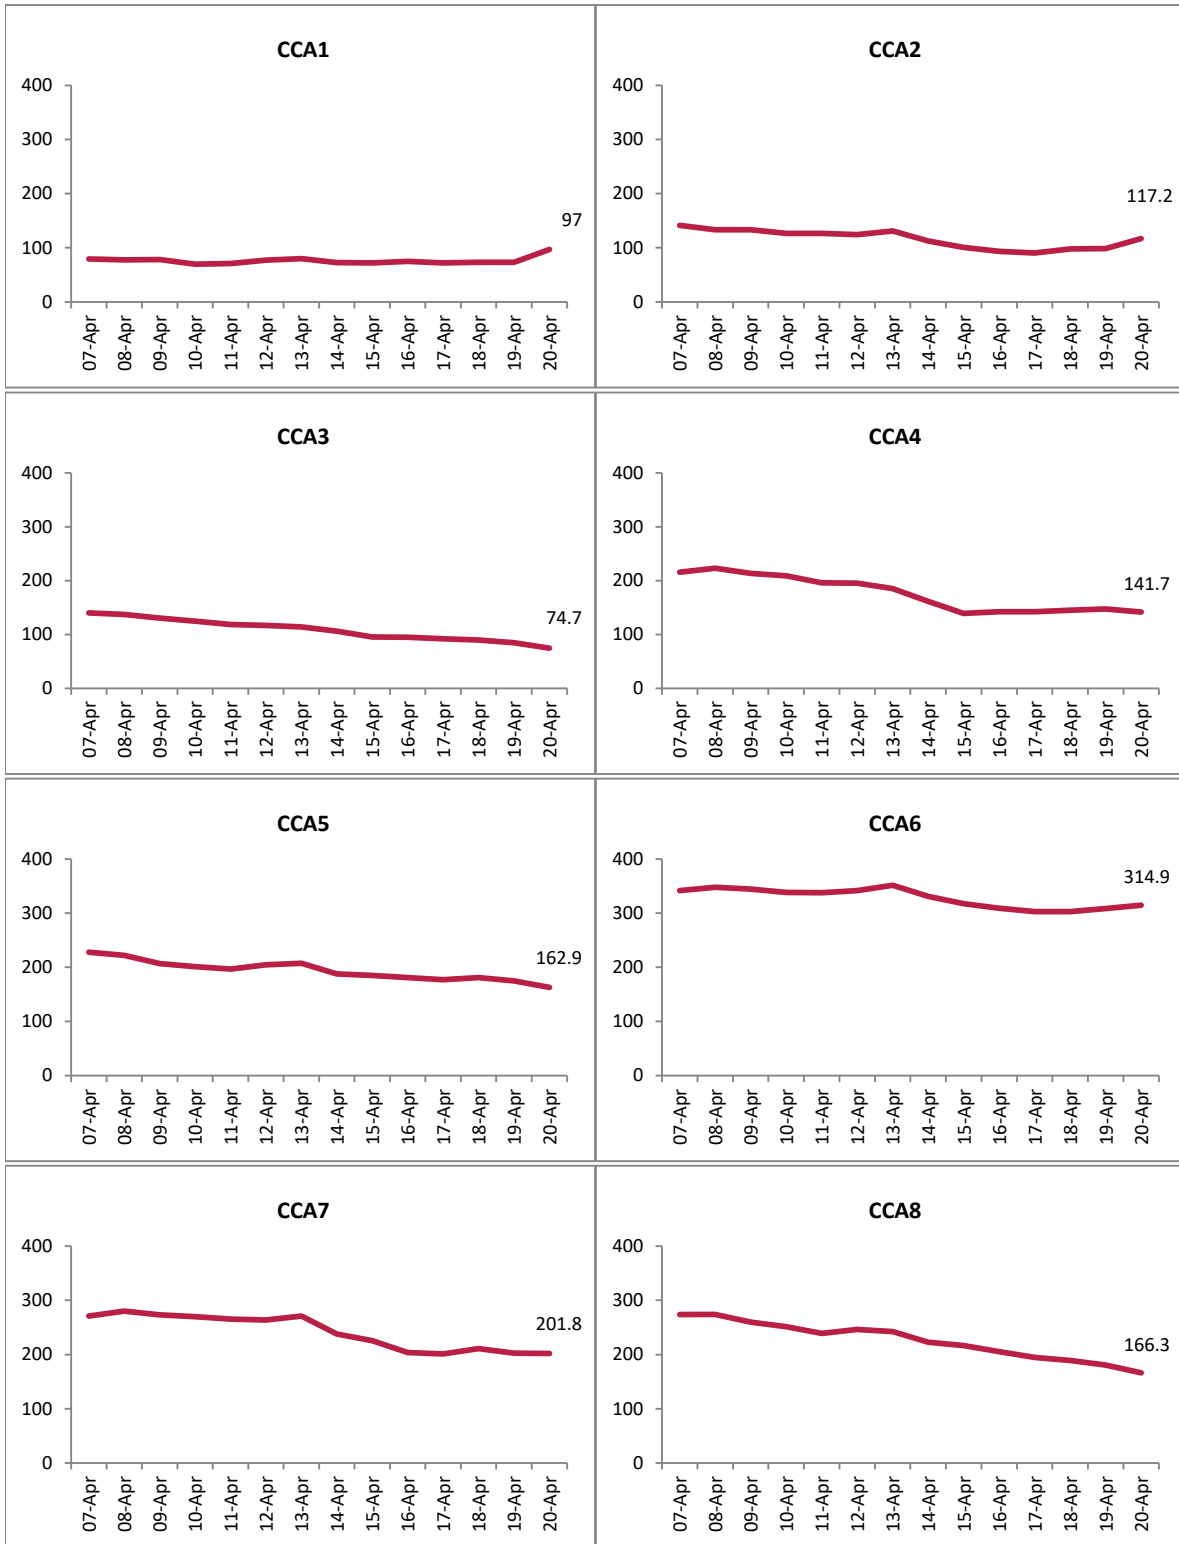 CCA1
400
300
200
100
0
97
07-Apr
08-Apr
09-Apr
10-Apr
11-Apr
12-Apr
13-Apr
14-Apr
15-Apr
16-Apr
17-Apr
18-Apr
19-Apr
20-Apr
CCA2
400
300
200
100
0
117.2
07-Apr
08-Apr
09-Apr
10-Apr
11-Apr
12-Apr
13-Apr
14-Apr
15-Apr
16-Apr
17-Apr
18-Apr
19-Apr
20-Apr
CCA3
400
300
200
100
0
74.7
07-Apr
08-Apr
09-Apr
10-Apr
11-Apr
12-Apr
13-Apr
14-Apr
15-Apr
16-Apr
17-Apr
18-Apr
19-Apr
20-Apr
CCA4
400
300
200
100
0
141.7
07-Apr
08-Apr
09-Apr
10-Apr
11-Apr
12-Apr
13-Apr
14-Apr
15-Apr
16-Apr
17-Apr
18-Apr
19-Apr
20-Apr
CCA5
400
300
200
100
0
162.9
07-Apr
08-Apr
09-Apr
10-Apr
11-Apr
12-Apr
13-Apr
14-Apr
15-Apr
16-Apr
17-Apr
18-Apr
19-Apr
20-Apr
CCA6
400
300
200
100
0
314.9
07-Apr
08-Apr
09-Apr
10-Apr
11-Apr
12-Apr
13-Apr
14-Apr
15-Apr
16-Apr
17-Apr
18-Apr
19-Apr
20-Apr
CCA7
400
300
200
100
0
201.8
07-Apr
08-Apr
09-Apr
10-Apr
11-Apr
12-Apr
13-Apr
14-Apr
15-Apr
16-Apr
17-Apr
18-Apr
19-Apr
20-Apr
CCA8
400
300
200
100
0
166.3
07-Apr
08-Apr
09-Apr
10-Apr
11-Apr
12-Apr
13-Apr
14-Apr
15-Apr
16-Apr
17-Apr
18-Apr
19-Apr
20-Apr